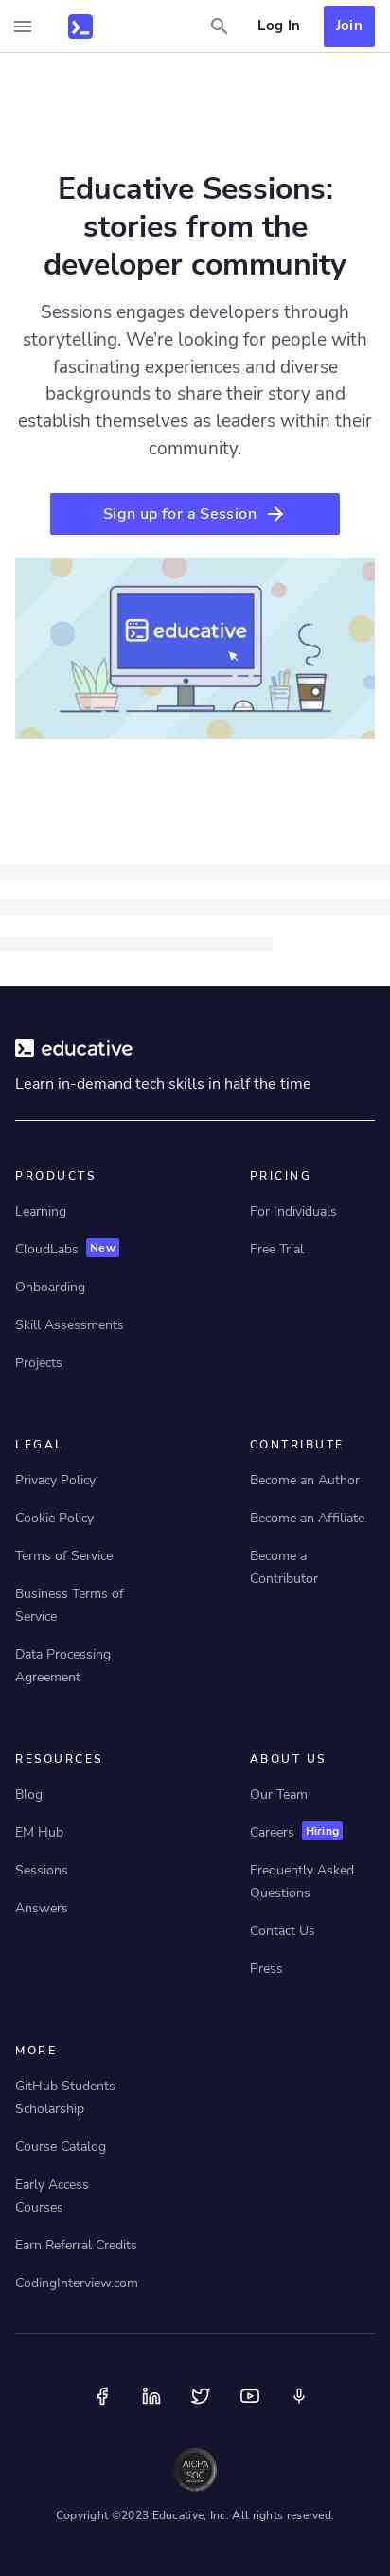 Log In
Join
Educative Sessions:
stories from the
developer community
Sessions engages developers through
storytelling. We’re looking for people with
fascinating experiences and diverse
backgrounds to share their story and
establish themselves as leaders within their
community.
Sign up for a Session
educative
educative
Learn in-demand tech skills in half the time
PRODUCTS
Learning
CloudLabs New
Onboarding
Skill Assessments
Projects
PRICING
For Individuals
Free Trial
LEGAL
Privacy Policy
Cookie Policy
Terms of Service
Business Terms of
Service
Data Processing
Agreement
CONTRIBUTE
Become an Author
Become an Affiliate
Become a
Contributor
RESOURCES
Blog
EM Hub
Sessions
Answers
ABOUT US
Our Team
Careers Hiring
Frequently Asked
Questions
Contact Us
Press
MORE
GitHub Students
Scholarship
Course Catalog
Early Access
Courses
Earn Referral Credits
CodingInterview.com
AICPA
SOC
Copyright ©2023 Educative, Inc. All rights reserved.